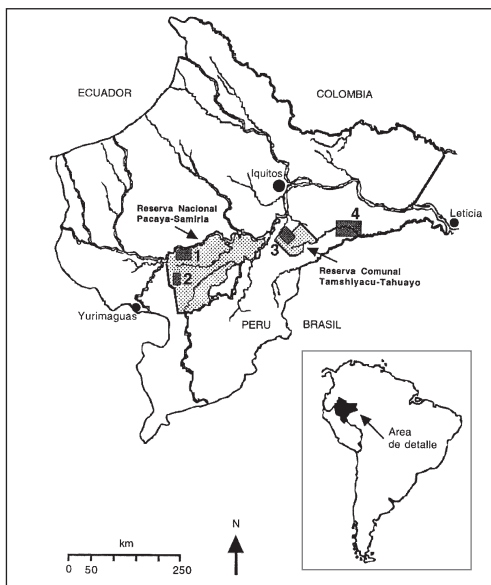 ECUADOR
COLOMBIA
Iquitos
Reserva Nacional
Pacaya-Samiria
4
Leticia
3
1
2
Reserva Comunal
Tamshiyacu-Tahuayo
Yurimaguas
PERU
BRASIL
Area
de detalle
N
km
0 50 250